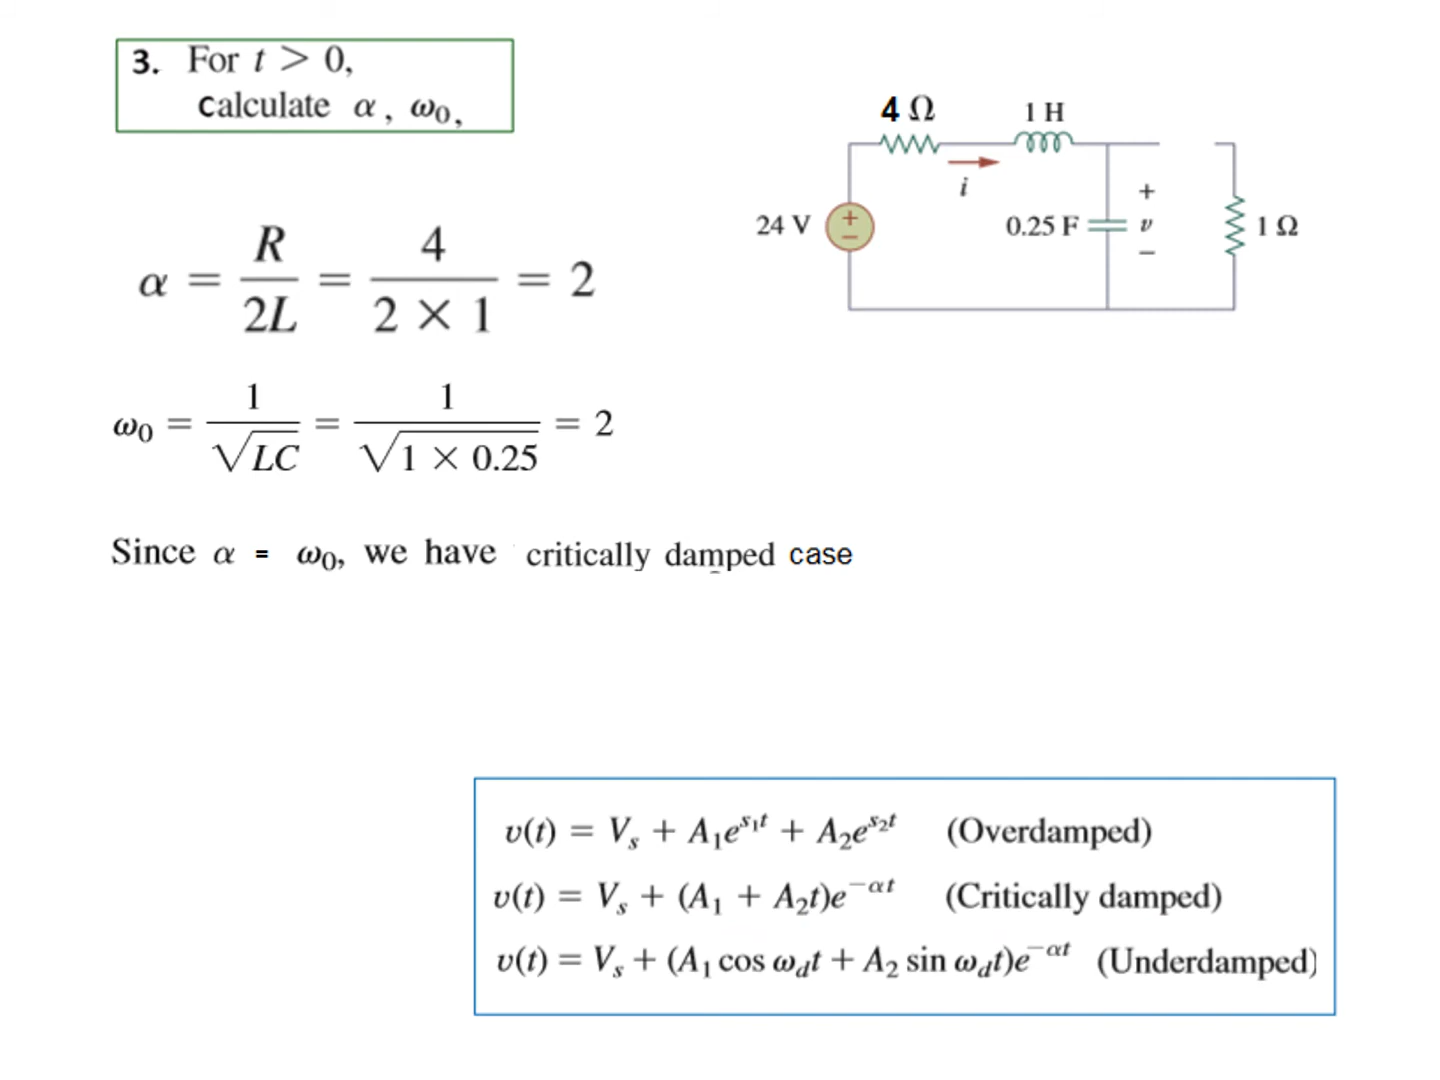 3. For t > 0,
Calculate α , ω₀,
4 Ω
1 H
i
24 V
+
−
0.25 F
+
v
−
1 Ω
α = R / 2L = 4 / 2 × 1 = 2
ω₀ = 1 / √LC = 1 / √1 × 0.25 = 2
Since α = ω₀, we have critically damped case
v(t) = Vₛ + A₁e^s₁t + A₂e^s₂t (Overdamped)
v(t) = Vₛ + (A₁ + A₂t)e^−αt (Critically damped)
v(t) = Vₛ + (A₁ cos ω_d t + A₂ sin ω_d t)e^−αt (Underdamped)